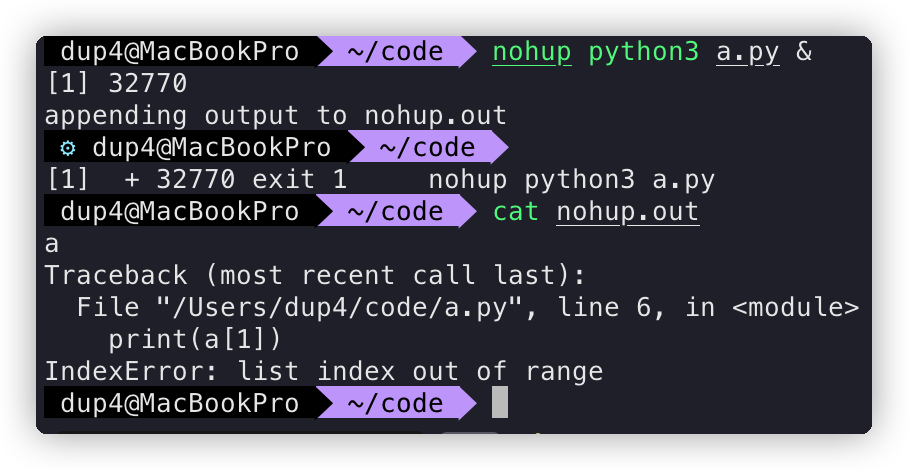 dup4@MacBookPro ~/code nohup python3 a.py &
[1] 32770
appending output to nohup.out
⚙ dup4@MacBookPro ~/code
[1]  + 32770 exit 1     nohup python3 a.py
dup4@MacBookPro ~/code cat nohup.out
a
Traceback (most recent call last):
  File "/Users/dup4/code/a.py", line 6, in <module>
    print(a[1])
IndexError: list index out of range
dup4@MacBookPro ~/code